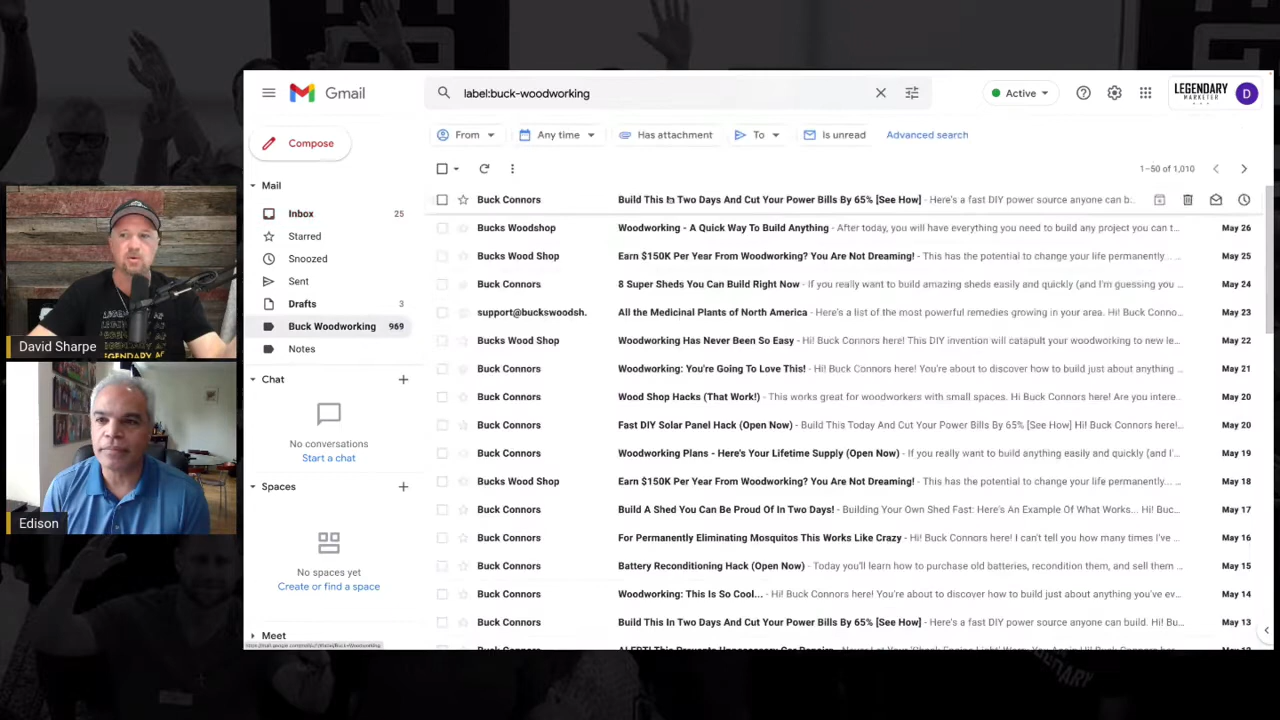 Gmail
label:buck-woodworking
Active
LEGENDARY
MARKETER
D
Compose
From
Any time
Has attachment
To
Is unread
Advanced search
Mail
1–50 of 1,010
Inbox 25
Starred
Snoozed
Sent
Drafts 3
Buck Woodworking 969
Notes
Chat
No conversations
Start a chat
Spaces
No spaces yet
Create or find a space
Meet
Buck Connors Build This In Two Days And Cut Your Power Bills By 65% [See How] - Here's a fast DIY power source anyone can b...
Bucks Woodshop Woodworking - A Quick Way To Build Anything - After today, you will have everything you need to build any project you can t... May 26
Bucks Wood Shop Earn $150K Per Year From Woodworking? You Are Not Dreaming! - This has the potential to change your life permanently... May 25
Buck Connors 8 Super Sheds You Can Build Right Now - If you really want to build amazing sheds easily and quickly (and I'm guessing you ... May 24
support@buckswoodsh. All the Medicinal Plants of North America - Here's a list of the most powerful remedies growing in your area. Hi! Buck Conno... May 23
Bucks Wood Shop Woodworking Has Never Been So Easy - Hi! Buck Connors here! This DIY invention will catapult your woodworking to new le... May 22
Buck Connors Woodworking: You're Going To Love This! - Hi! Buck Connors here! You're about to discover how to build just about anything ... May 21
Buck Connors Wood Shop Hacks (That Work!) - This works great for woodworkers with small spaces. Hi! Buck Connors here! Are you intere... May 20
Buck Connors Fast DIY Solar Panel Hack (Open Now) - Build This Today And Cut Your Power Bills By 65% [See How] Hi! Buck Connors here! ... May 20
Buck Connors Woodworking Plans - Here's Your Lifetime Supply (Open Now) - If you really want to build anything easily and quickly (and I'... May 19
Bucks Wood Shop Earn $150K Per Year From Woodworking? You Are Not Dreaming! - This has the potential to change your life permanently... May 18
Buck Connors Build A Shed You Can Be Proud Of In Two Days! - Building Your Own Shed Fast: Here's An Example Of What Works... Hi! Buc... May 17
Buck Connors For Permanently Eliminating Mosquitos This Works Like Crazy - Hi! Buck Connors here! I can't tell you how many times I've ... May 16
Buck Connors Battery Reconditioning Hack (Open Now) - Today you'll learn how to purchase old batteries, recondition them, and sell them ... May 15
Buck Connors Woodworking: This Is So Cool... - Hi! Buck Connors here! You're about to discover how to build just about anything you've ev... May 14
Buck Connors Build This In Two Days And Cut Your Power Bills By 65% [See How] - Here's a fast DIY power source anyone can build. Hi! Bu... May 13
David Sharpe
Edison